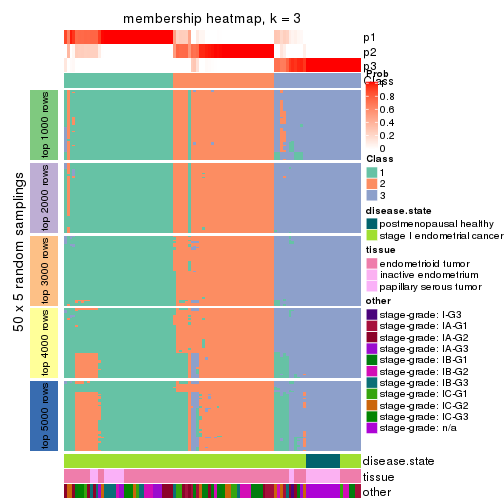 membership heatmap, k = 3
p1
p2
p3
Class
Prob
1
0.8
0.6
0.4
0.2
0
Class
1
2
3
disease.state
postmenopausal healthy
stage I endometrial cancer
tissue
endometrioid tumor
inactive endometrium
papillary serous tumor
other
stage-grade: I-G3
stage-grade: IA-G1
stage-grade: IA-G2
stage-grade: IA-G3
stage-grade: IB-G1
stage-grade: IB-G2
stage-grade: IB-G3
stage-grade: IC-G1
stage-grade: IC-G2
stage-grade: IC-G3
stage-grade: n/a
50 x 5 random samplings
top 1000 rows
top 2000 rows
top 3000 rows
top 4000 rows
top 5000 rows
disease.state
tissue
other